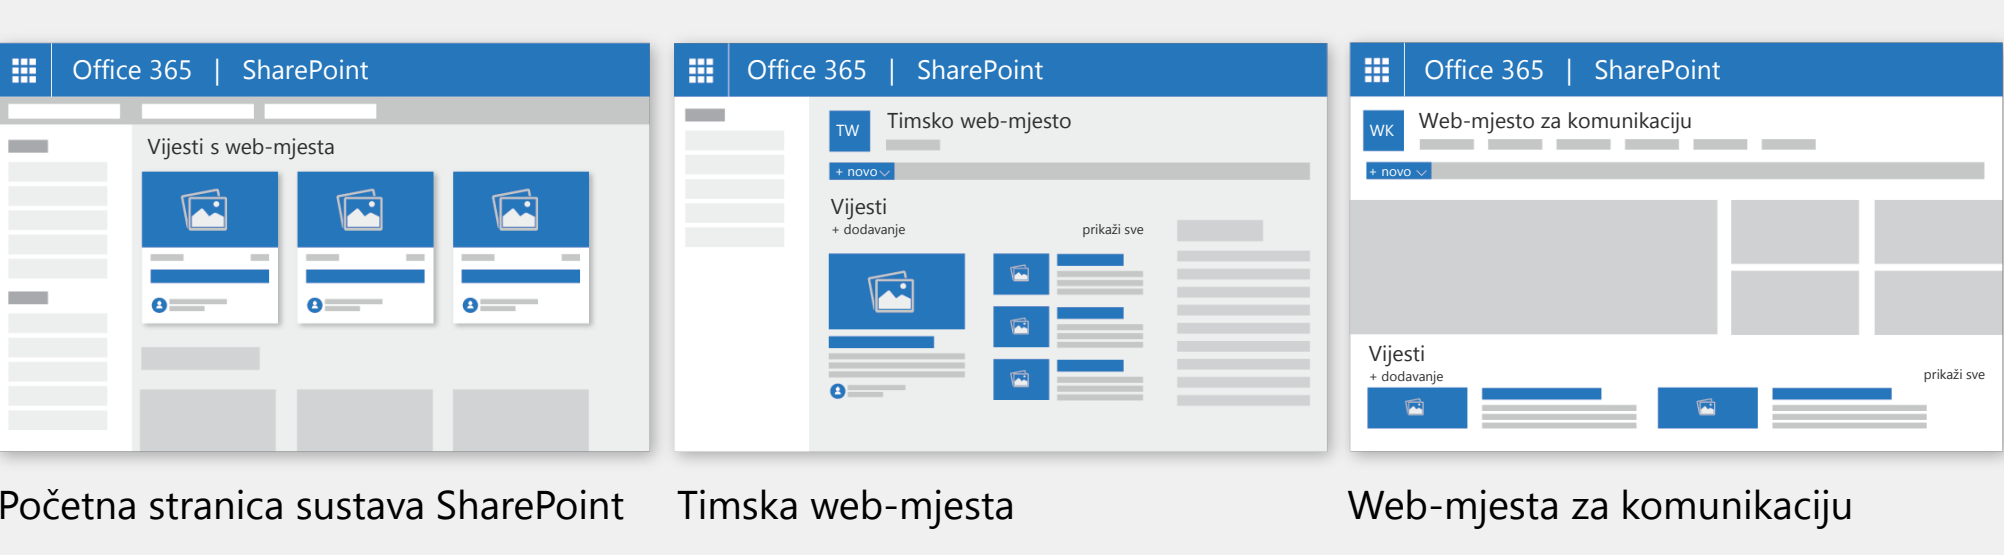 Office 365 | SharePoint
Vijesti s web-mjesta
Početna stranica sustava SharePoint
Office 365 | SharePoint
TW
Timsko web-mjesto
+ novo
Vijesti
+ dodavanje
prikaži sve
Timska web-mjesta
Office 365 | SharePoint
WK
Web-mjesto za komunikaciju
+ novo
Vijesti
+ dodavanje
prikaži sve
Web-mjesta za komunikaciju